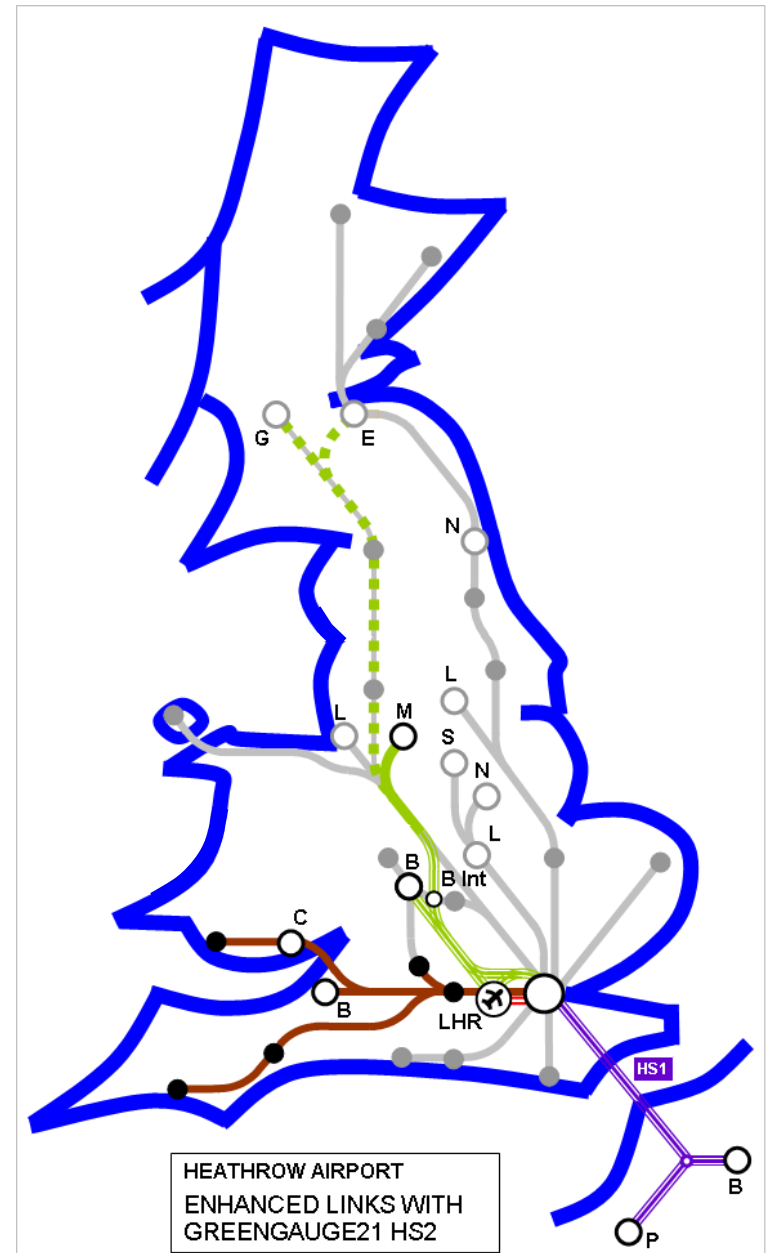 G
E
N
L
L
M
S
N
L
B
B Int
C
B
LHR
HS1
B
P
HEATHROW AIRPORT
ENHANCED LINKS WITH
GREENGAUGE21 HS2